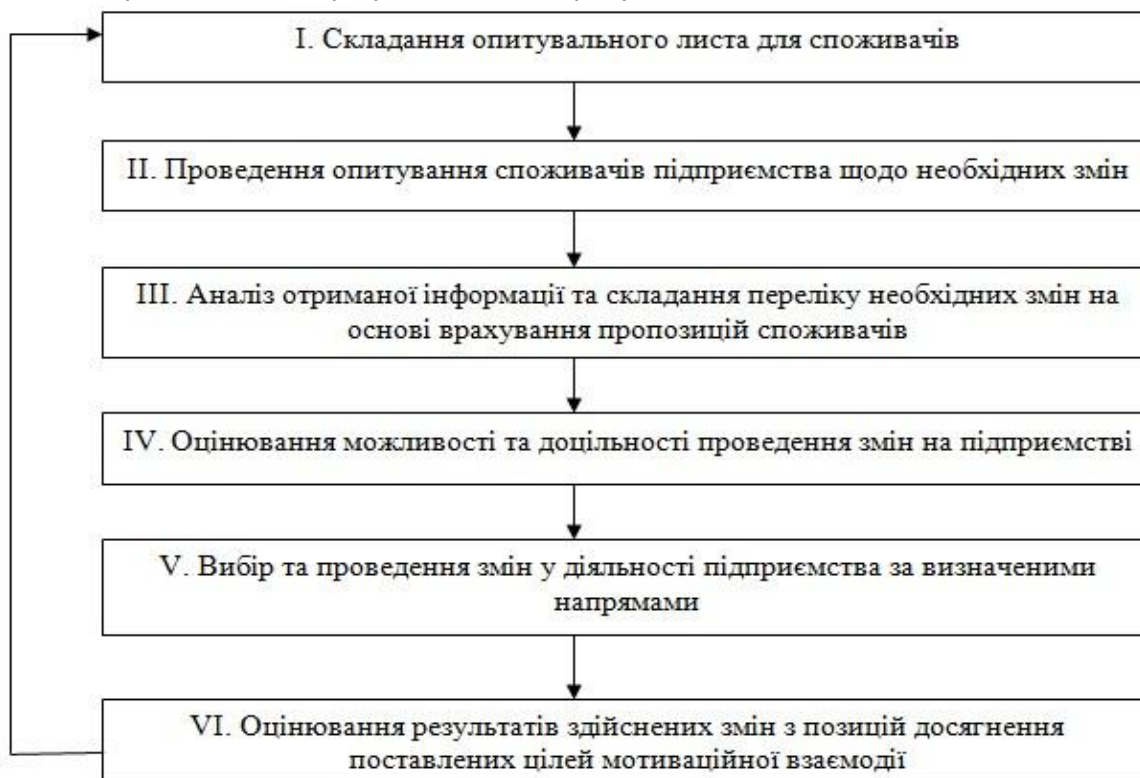 I. Складання опитувального листа для споживачів
II. Проведення опитування споживачів підприємства щодо необхідних змін
III. Аналіз отриманої інформації та складання переліку необхідних змін на
основі врахування пропозицій споживачів
IV. Оцінювання можливості та доцільності проведення змін на підприємстві
V. Вибір та проведення змін у діяльності підприємства за визначеними
напрямами
VI. Оцінювання результатів здійснених змін з позицій досягнення
поставлених цілей мотиваційної взаємодії